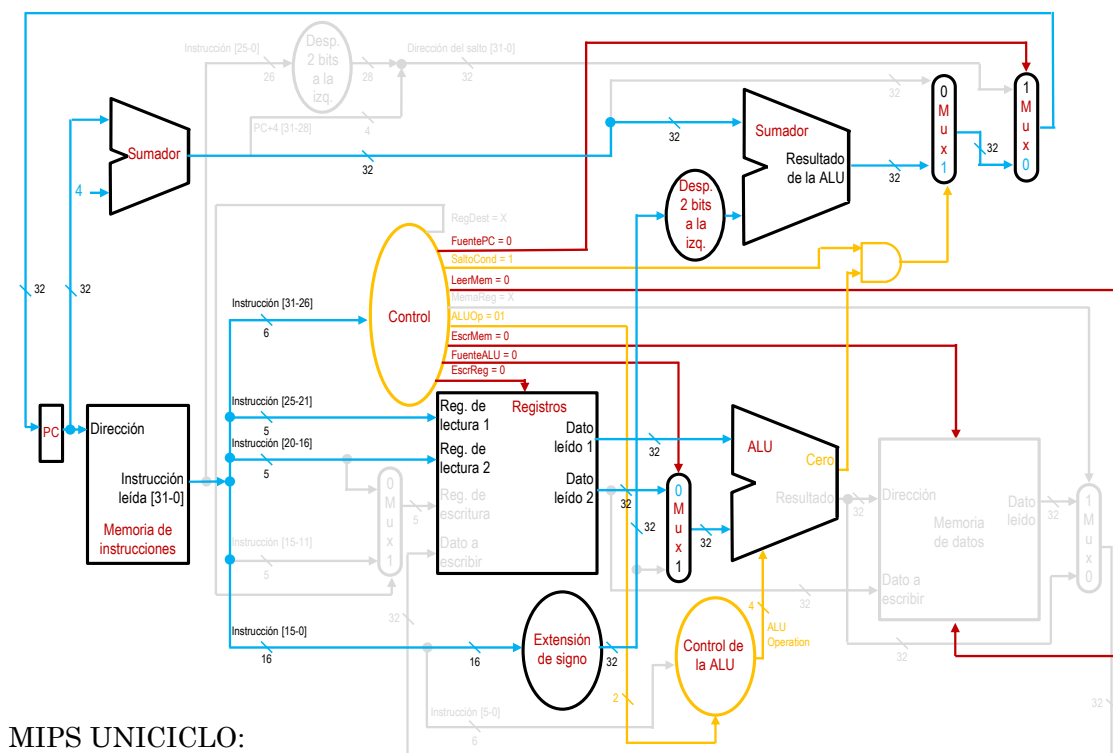 Instrucción [25-0]
26
Desp.
2 bits
a la
izq.
28
Dirección del salto [31-0]
32
PC+4 [31-28]
4
Sumador
4
32
32
Sumador
Resultado
de la ALU
32
32
0
M
u
x
1
32
1
M
u
x
0
Desp.
2 bits
a la
izq.
32
32
RegDest = X
FuentePC = 0
SaltoCond = 1
LeerMem = 0
MemaReg = X
ALUOp = 01
EscrMem = 0
FuenteALU = 0
EscrReg = 0
Control
Instrucción [31-26]
6
PC
Dirección
Instrucción
leída [31-0]
Memoria de
instrucciones
Instrucción [25-21]
5
Instrucción [20-16]
5
Instrucción [15-11]
5
0
M
u
x
1
5
32
Registros
Reg. de
lectura 1
Reg. de
lectura 2
Reg. de
escritura
Dato a
escribir
Dato
leído 1
Dato
leído 2
32
32
32
0
M
u
x
1
32
ALU
Cero
Resultado
4
ALU
Operation
32
32
Dirección
Memoria
de datos
Dato
leído
Dato a
escribir
32
32
1
M
u
x
0
32
32
Instrucción [15-0]
16
16
Extensión
de signo
32
Control de
la ALU
2
Instrucción [5-0]
6
MIPS UNICICLO: